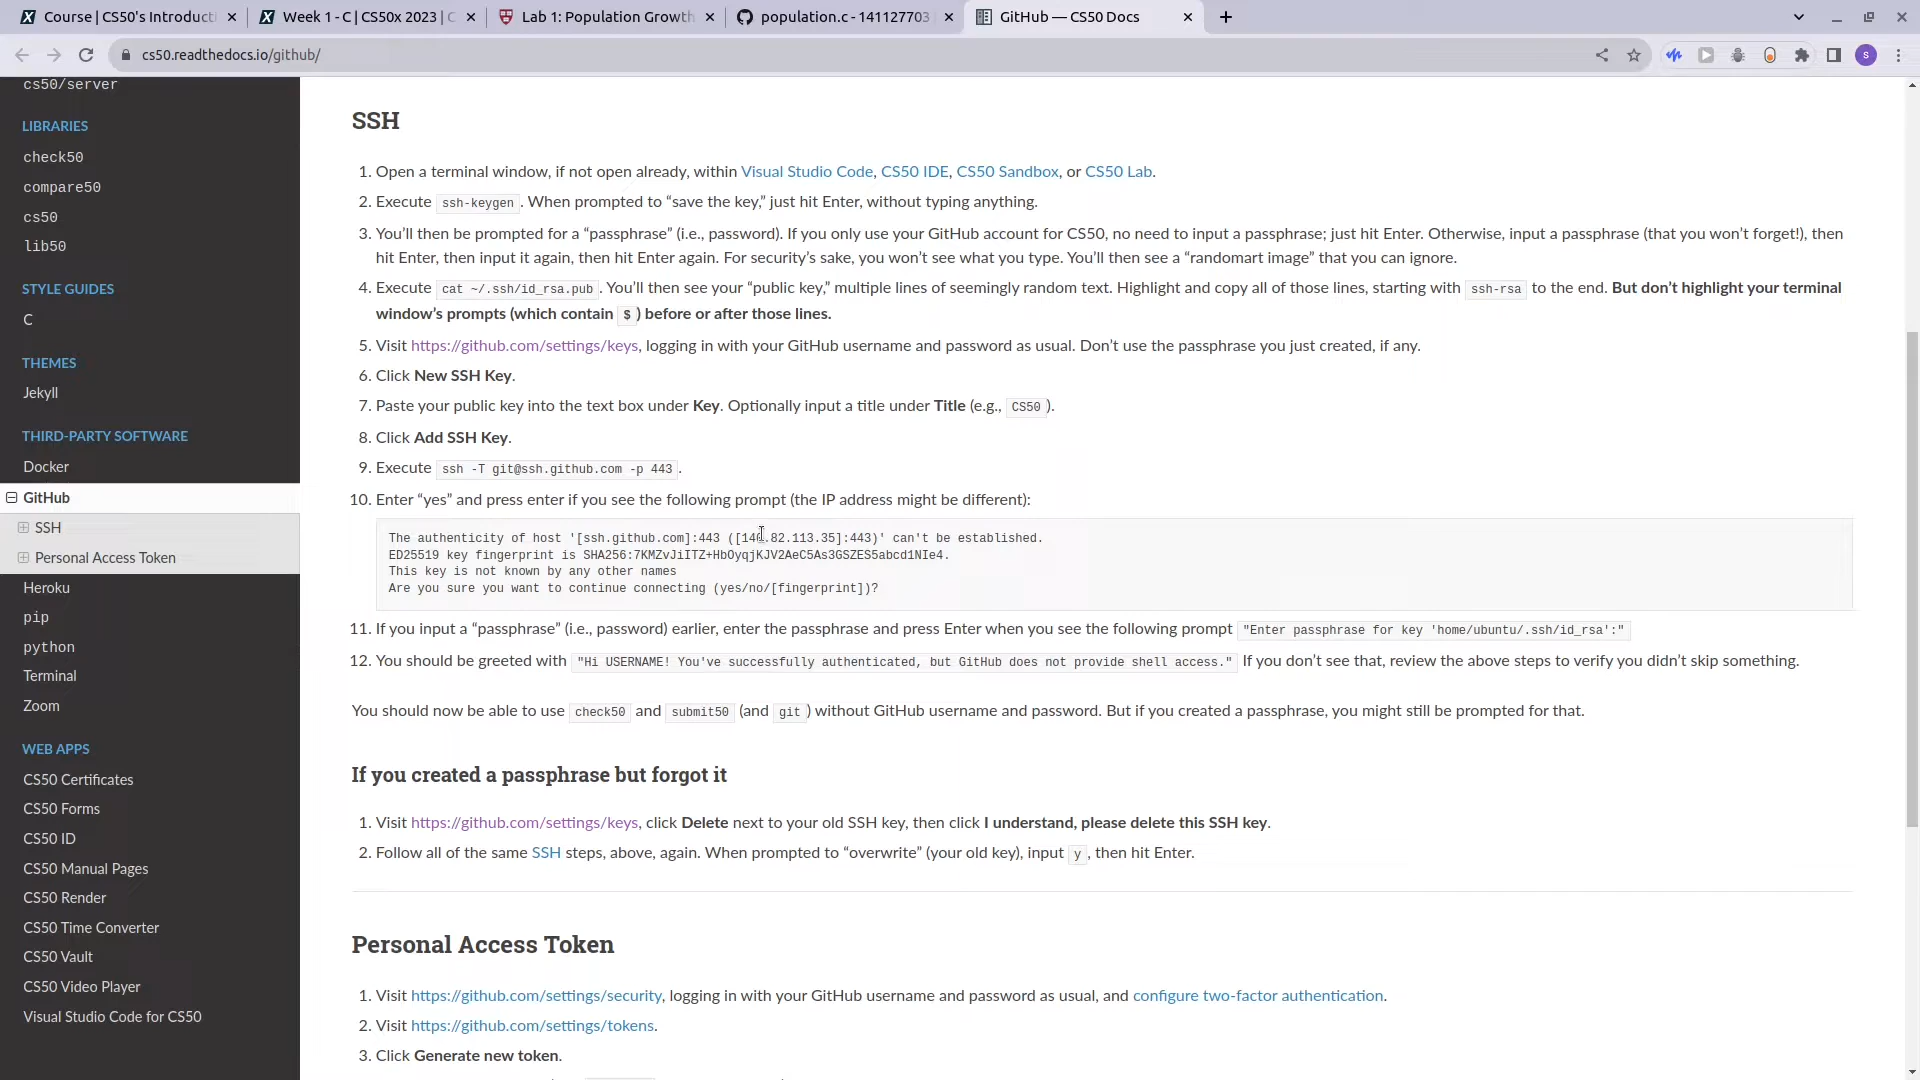 Course | CS50's Introducti
Week 1 - C | CS50x 2023 | C
Lab 1: Population Growth
population.c - 141127703
GitHub — CS50 Docs
cs50.readthedocs.io/github/
S
cs50/server
LIBRARIES
check50
compare50
cs50
lib50
STYLE GUIDES
C
THEMES
Jekyll
THIRD-PARTY SOFTWARE
Docker
GitHub
SSH
Personal Access Token
Heroku
pip
python
Terminal
Zoom
WEB APPS
CS50 Certificates
CS50 Forms
CS50 ID
CS50 Manual Pages
CS50 Render
CS50 Time Converter
CS50 Vault
CS50 Video Player
Visual Studio Code for CS50
SSH
1. Open a terminal window, if not open already, within Visual Studio Code, CS50 IDE, CS50 Sandbox, or CS50 Lab.
2. Execute ssh-keygen. When prompted to “save the key,” just hit Enter, without typing anything.
3. You’ll then be prompted for a “passphrase” (i.e., password). If you only use your GitHub account for CS50, no need to input a passphrase; just hit Enter. Otherwise, input a passphrase (that you won’t forget!), then
hit Enter, then input it again, then hit Enter again. For security’s sake, you won’t see what you type. You’ll then see a “randomart image” that you can ignore.
4. Execute cat ~/.ssh/id_rsa.pub. You’ll then see your “public key,” multiple lines of seemingly random text. Highlight and copy all of those lines, starting with ssh-rsa to the end. But don’t highlight your terminal
window’s prompts (which contain $) before or after those lines.
5. Visit https://github.com/settings/keys, logging in with your GitHub username and password as usual. Don’t use the passphrase you just created, if any.
6. Click New SSH Key.
7. Paste your public key into the text box under Key. Optionally input a title under Title (e.g., CS50).
8. Click Add SSH Key.
9. Execute ssh -T git@ssh.github.com -p 443.
10. Enter “yes” and press enter if you see the following prompt (the IP address might be different):
The authenticity of host '[ssh.github.com]:443 ([140.82.113.35]:443)' can't be established.
ED25519 key fingerprint is SHA256:7KMZvJiITZ+HbOyqjKJV2AeC5As3GSZES5abcd1NIe4.
This key is not known by any other names
Are you sure you want to continue connecting (yes/no/[fingerprint])?
11. If you input a “passphrase” (i.e., password) earlier, enter the passphrase and press Enter when you see the following prompt "Enter passphrase for key 'home/ubuntu/.ssh/id_rsa':"
12. You should be greeted with "Hi USERNAME! You've successfully authenticated, but GitHub does not provide shell access." If you don’t see that, review the above steps to verify you didn’t skip something.
You should now be able to use check50 and submit50 (and git) without GitHub username and password. But if you created a passphrase, you might still be prompted for that.
If you created a passphrase but forgot it
1. Visit https://github.com/settings/keys, click Delete next to your old SSH key, then click I understand, please delete this SSH key.
2. Follow all of the same SSH steps, above, again. When prompted to “overwrite” (your old key), input y, then hit Enter.
Personal Access Token
1. Visit https://github.com/settings/security, logging in with your GitHub username and password as usual, and configure two-factor authentication.
2. Visit https://github.com/settings/tokens.
3. Click Generate new token.